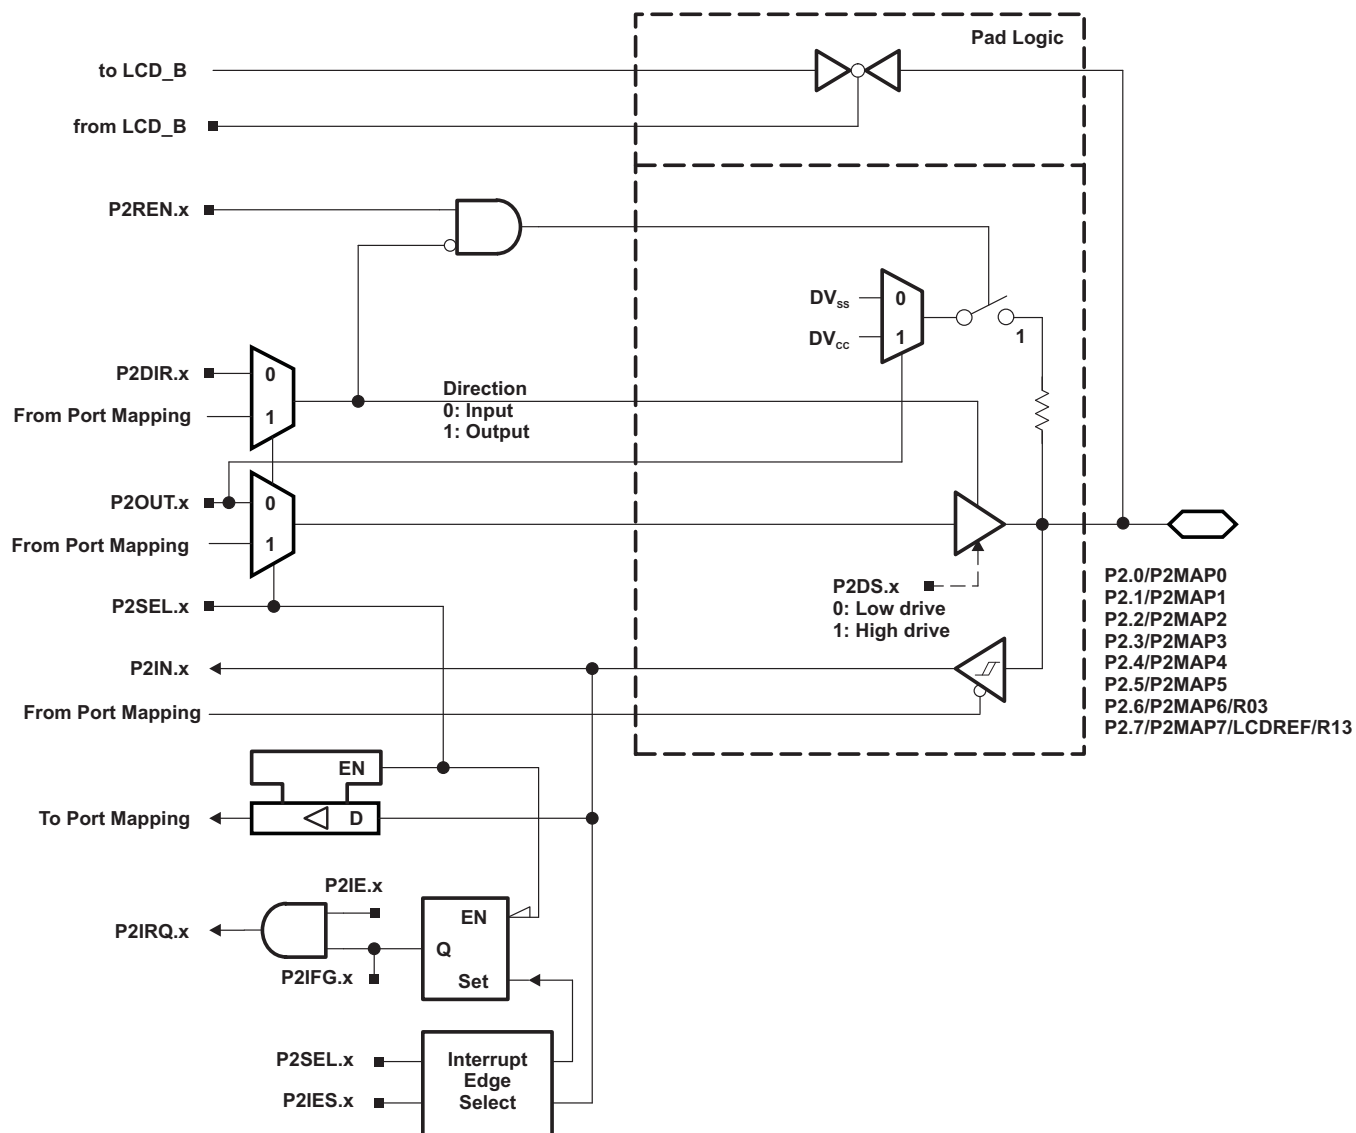 Pad Logic
to LCD_B
from LCD_B
P2REN.x
DVSS
0
DVCC
1
1
P2DIR.x
0
From Port Mapping
1
Direction
0: Input
1: Output
P2OUT.x
0
From Port Mapping
1
P2DS.x
0: Low drive
1: High drive
P2SEL.x
P2IN.x
From Port Mapping
P2.0/P2MAP0
P2.1/P2MAP1
P2.2/P2MAP2
P2.3/P2MAP3
P2.4/P2MAP4
P2.5/P2MAP5
P2.6/P2MAP6/R03
P2.7/P2MAP7/LCDREF/R13
EN
To Port Mapping
D
P2IE.x
P2IRQ.x
EN
Q
P2IFG.x
Set
P2SEL.x
P2IES.x
Interrupt
Edge
Select